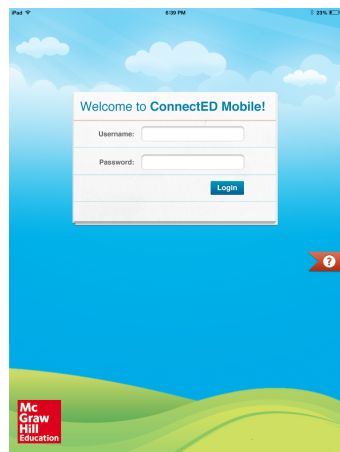 iPad 6:39 PM 23%
Welcome to ConnectED Mobile!
Username:
Password:
Login
?
Mc
Graw
Hill
Education